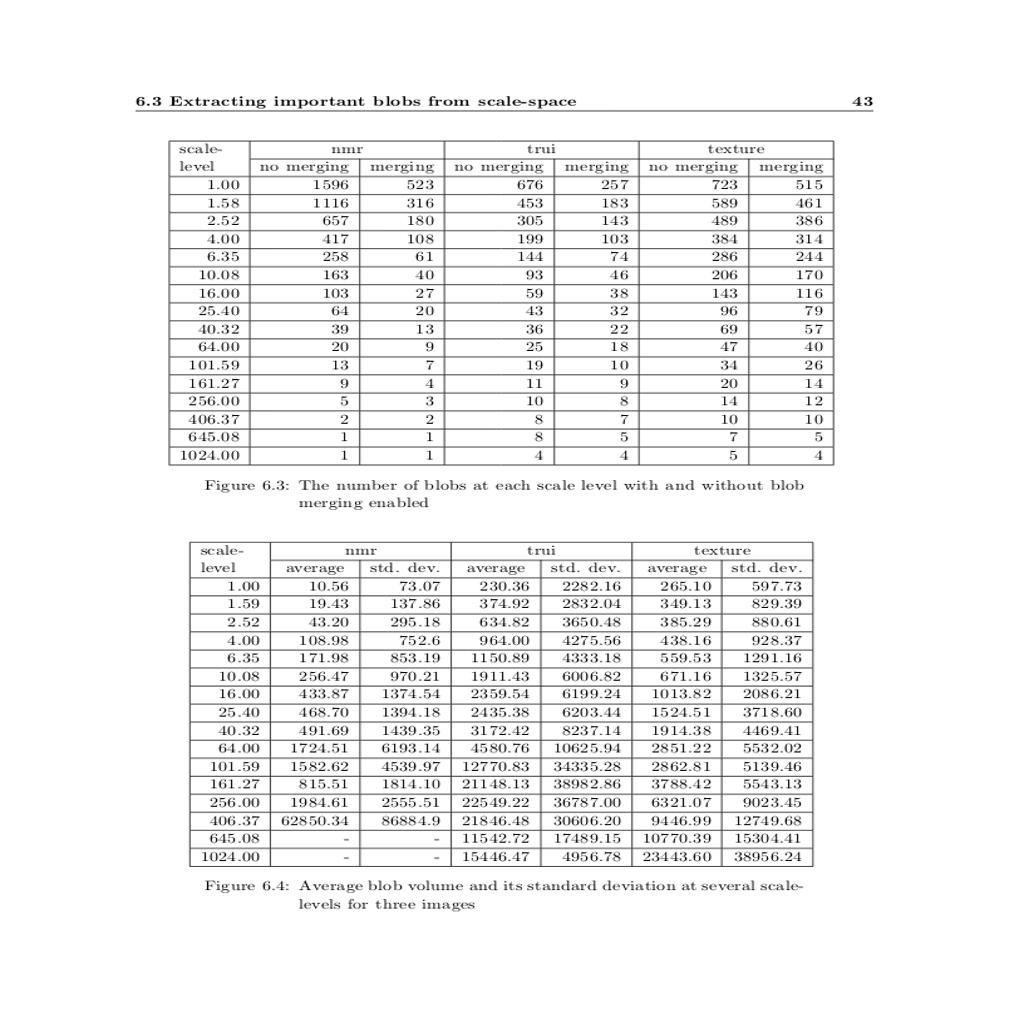 6.3 Extracting important blobs from scale-space 43
scale- nmr trui texture
level no merging merging no merging merging no merging merging
1.00 1596 523 676 257 723 515
1.58 1116 316 453 183 589 461
2.52 657 180 305 143 489 386
4.00 417 108 199 103 384 314
6.35 258 61 144 74 286 244
10.08 163 40 93 46 206 170
16.00 103 27 59 38 143 116
25.40 64 20 43 32 96 79
40.32 39 13 36 22 69 57
64.00 20 9 25 18 47 40
101.59 13 7 19 10 34 26
161.27 9 4 11 9 20 14
256.00 5 3 10 8 14 12
406.37 2 2 8 7 10 10
645.08 1 1 8 5 7 5
1024.00 1 1 4 4 5 4
Figure 6.3: The number of blobs at each scale level with and without blob
merging enabled
scale- nmr trui texture
level average std. dev. average std. dev. average std. dev.
1.00 10.56 73.07 230.36 2282.16 265.10 597.73
1.59 19.43 137.86 374.92 2832.04 349.13 829.39
2.52 43.20 295.18 634.82 3650.48 385.29 880.61
4.00 108.98 752.6 964.00 4275.56 438.16 928.37
6.35 171.98 853.19 1150.89 4333.18 559.53 1291.16
10.08 256.47 970.21 1911.43 6006.82 671.16 1325.57
16.00 433.87 1374.54 2359.54 6199.24 1013.82 2086.21
25.40 468.70 1394.18 2435.38 6203.44 1524.51 3718.60
40.32 491.69 1439.35 3172.42 8237.14 1914.38 4469.41
64.00 1724.51 6193.14 4580.76 10625.94 2851.22 5532.02
101.59 1582.62 4539.97 12770.83 34335.28 2862.81 5139.46
161.27 815.51 1814.10 21148.13 38982.86 3788.42 5543.13
256.00 1984.61 2555.51 22549.22 36787.00 6321.07 9023.45
406.37 62850.34 86884.9 21846.48 30606.20 9446.99 12749.68
645.08 - - 11542.72 17489.15 10770.39 15304.41
1024.00 - - 15446.47 4956.78 23443.60 38956.24
Figure 6.4: Average blob volume and its standard deviation at several scale-
levels for three images